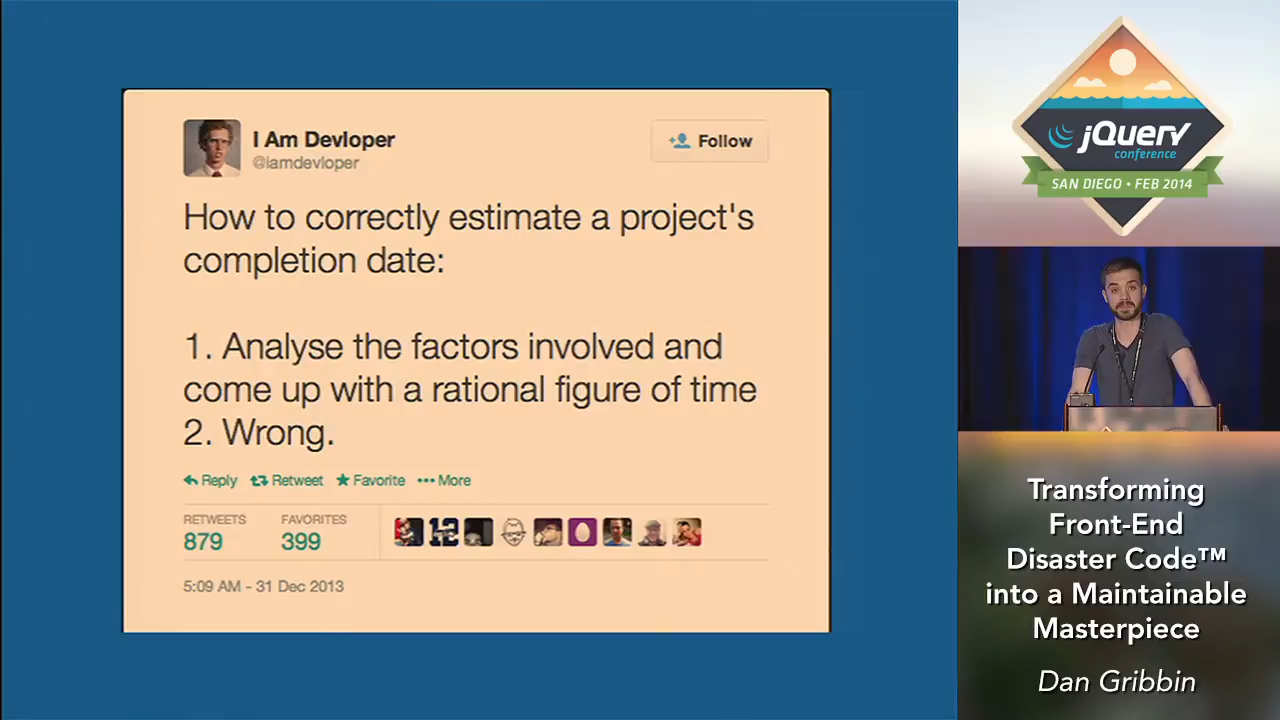 I Am Devloper
@iamdevloper
Follow
How to correctly estimate a project's
completion date:
1. Analyse the factors involved and
come up with a rational figure of time
2. Wrong.
Reply Retweet Favorite More
RETWEETS FAVORITES
879 399
12
5:09 AM - 31 Dec 2013
jQuery
conference
SAN DIEGO • FEB 2014
Transforming
Front-End
Disaster Code™
into a Maintainable
Masterpiece
Dan Gribbin